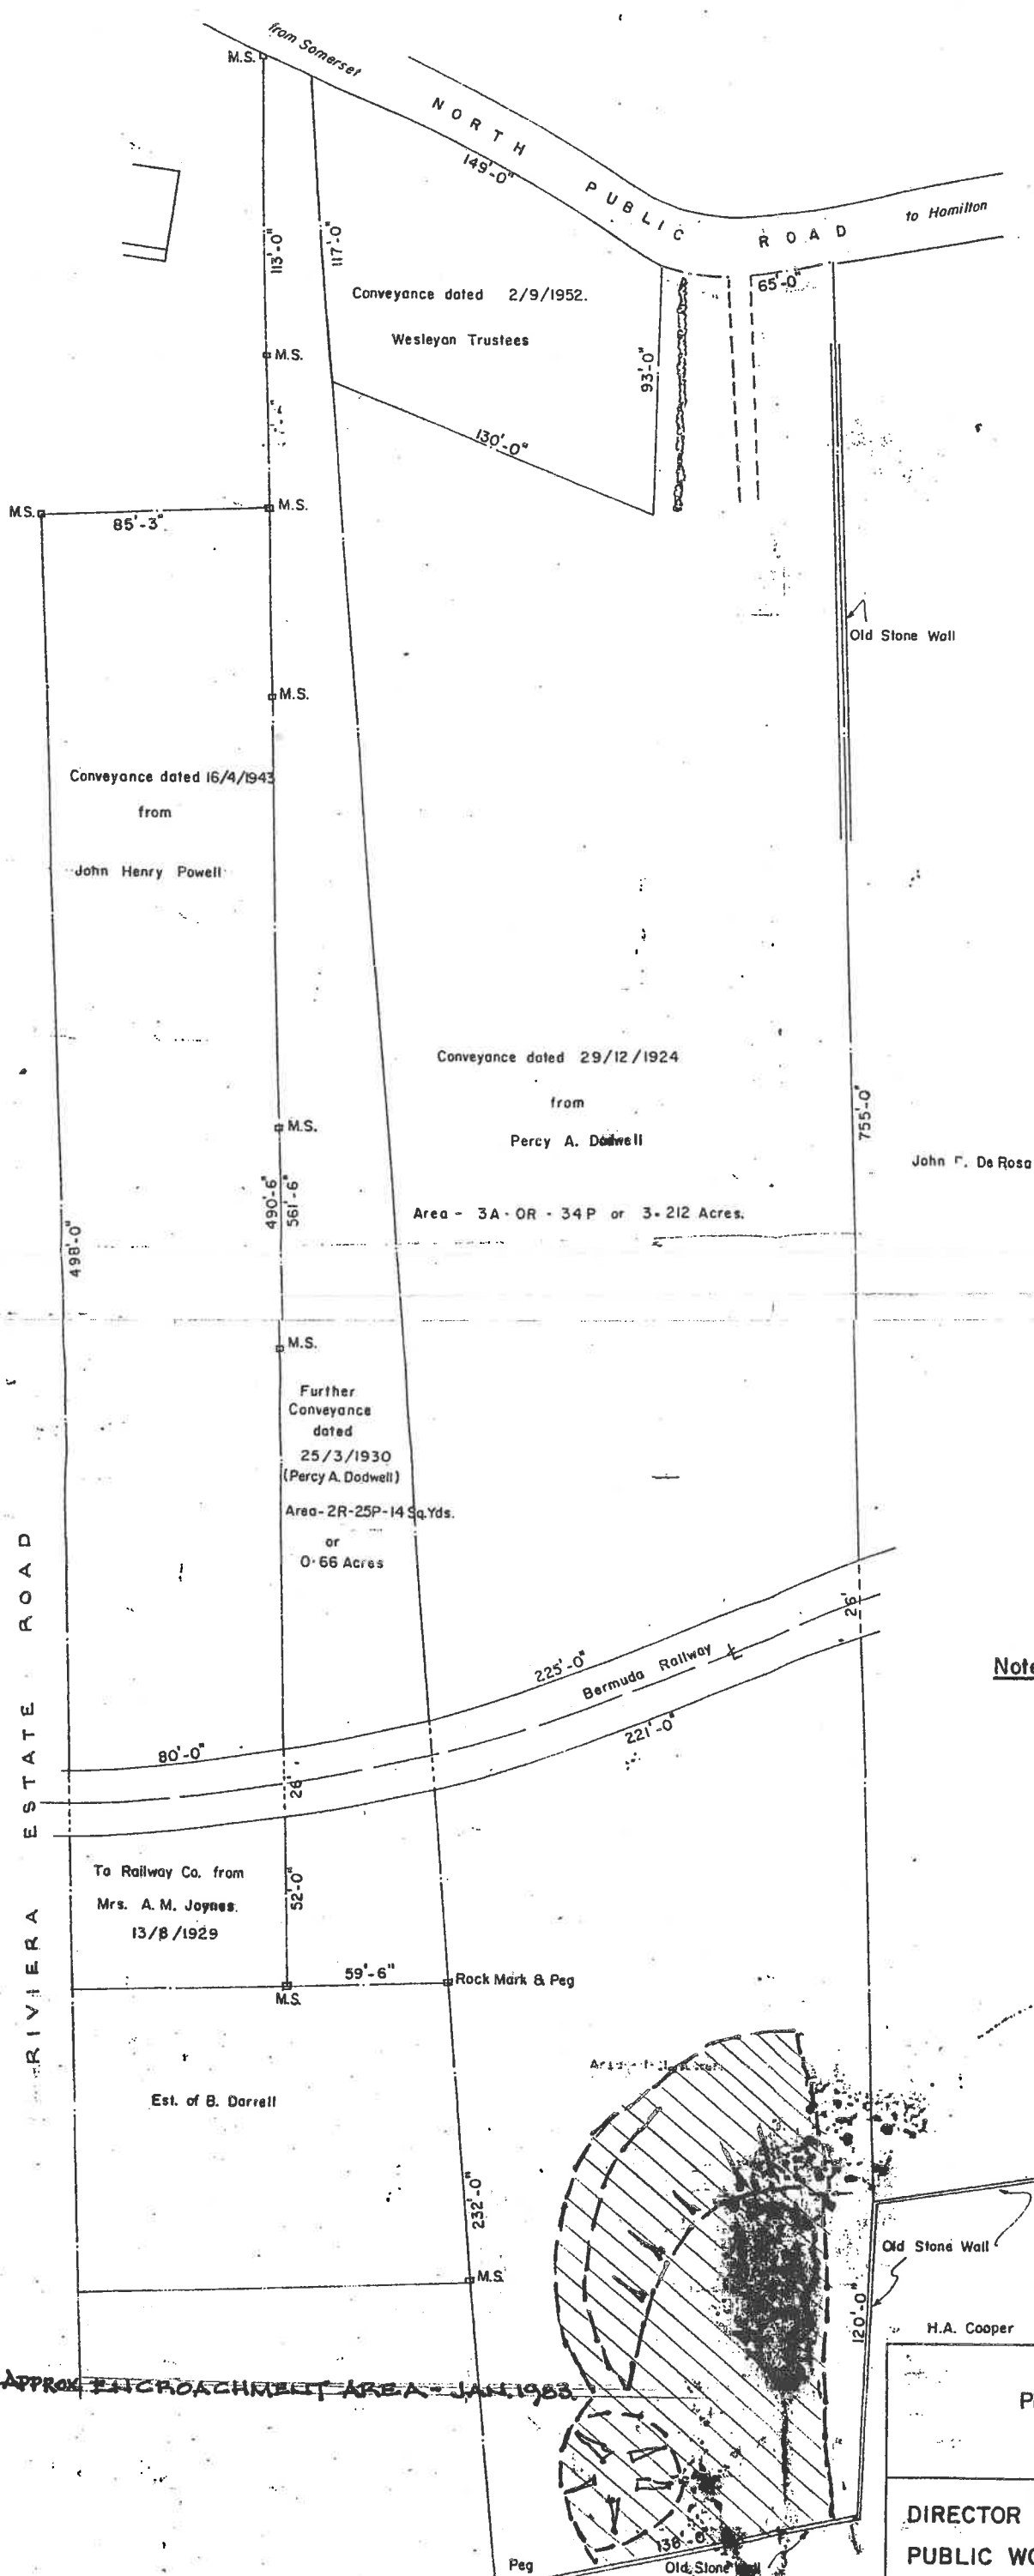 from Somerset
M.S.
NORTH PUBLIC ROAD
to Hamilton
149'-0"
113'-0"
117'-0"
65'-0"
Conveyance dated 2/9/1952.
Wesleyan Trustees
93'-0"
M.S.
130'-0"
M.S.
85'-3"
M.S.
Old Stone Wall
M.S.
Conveyance dated 16/4/1943
from
John Henry Powell
Conveyance dated 29/12/1924
from
Percy A. Dodwell
755'-0"
M.S.
John F. De Rosa
490'-6"
561'-6"
Area - 3A-0R-34P or 3.212 Acres.
498'-0"
M.S.
Further
Conveyance
dated
25/3/1930
(Percy A. Dodwell)
Area-2R-25P-14 Sq.Yds.
or
0.66 Acres
RIVIERA ESTATE ROAD
26'
225'-0"
Bermuda Railway
Note
221'-0"
80'-0"
26'
To Railway Co. from
Mrs. A.M. Joynes.
13/8/1929
52'-0"
59'-6"
Rock Mark & Peg
M.S.
Est. of B. Darrell
232'-0"
M.S.
Old Stone Wall
120'-0"
H.A. Cooper
APPROX ENCROACHMENT AREA - JAN. 1983.
P
DIRECTOR
PUBLIC WO
138'-0"
Peg
Old Stone Wall